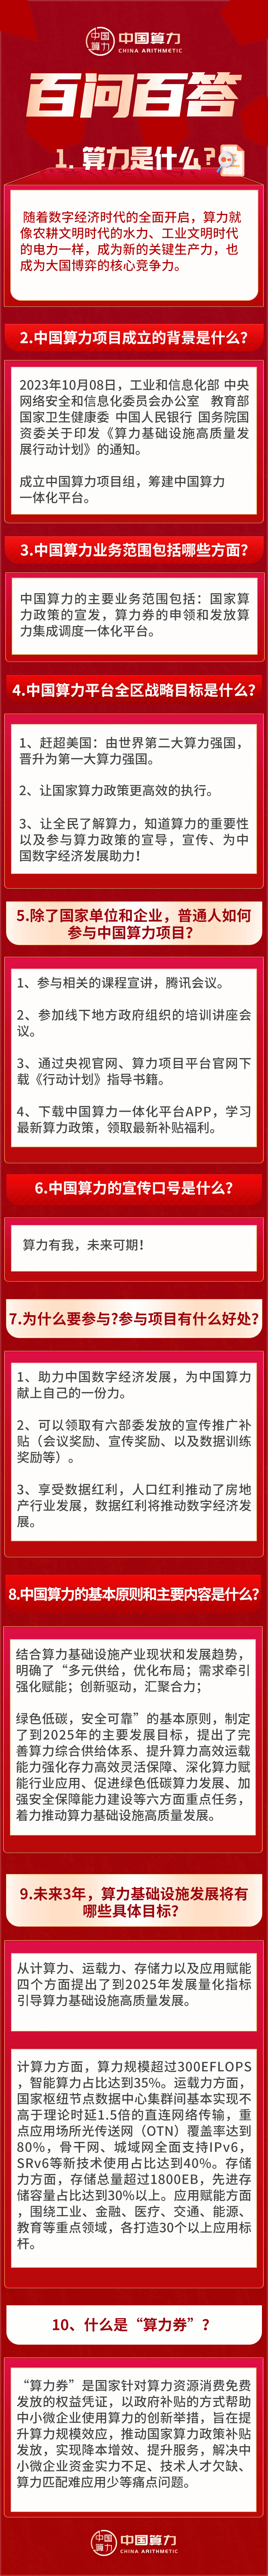 中国算力
中国算力
CHINA ARITHMETIC
百问百答
1. 算力是什么?
随着数字经济时代的全面开启，算力就
像农耕文明时代的水力、工业文明时代
的电力一样，成为新的关键生产力，也
成为大国博弈的核心竞争力。
2.中国算力项目成立的背景是什么?
2023年10月08日，工业和信息化部 中央
网络安全和信息化委员会办公室 教育部
国家卫生健康委 中国人民银行 国务院国
资委关于印发《算力基础设施高质量发
展行动计划》的通知。
成立中国算力项目组，筹建中国算力
一体化平台。
3.中国算力业务范围包括哪些方面?
中国算力的主要业务范围包括：国家算
力政策的宣发，算力券的申领和发放算
力集成调度一体化平台。
4.中国算力平台全区战略目标是什么?
1、赶超美国：由世界第二大算力强国，
晋升为第一大算力强国。
2、让国家算力政策更高效的执行。
3、让全民了解算力，知道算力的重要性
以及参与算力政策的宣导，宣传、为中
国数字经济发展助力！
5.除了国家单位和企业，普通人如何
参与中国算力项目?
1、参与相关的课程宣讲，腾讯会议。
2、参加线下地方政府组织的培训讲座会
议。
3、通过央视官网、算力项目平台官网下
载《行动计划》指导书籍。
4、下载中国算力一体化平台APP，学习
最新算力政策，领取最新补贴福利。
6.中国算力的宣传口号是什么?
算力有我，未来可期！
7.为什么要参与?参与项目有什么好处?
1、助力中国数字经济发展，为中国算力
献上自己的一份力。
2、可以领取有六部委发放的宣传推广补
贴（会议奖励、宣传奖励、以及数据训练
奖励等）。
3、享受数据红利，人口红利推动了房地
产行业发展，数据红利将推动数字经济发
展。
8.中国算力的基本原则和主要内容是什么?
结合算力基础设施产业现状和发展趋势，
明确了“多元供给，优化布局；需求牵引
强化赋能；创新驱动，汇聚合力；
绿色低碳，安全可靠”的基本原则，制定
了到2025年的主要发展目标，提出了完
善算力综合供给体系、提升算力高效运载
能力强化存力高效灵活保障、深化算力赋
能行业应用、促进绿色低碳算力发展、加
强安全保障能力建设等六方面重点任务，
着力推动算力基础设施高质量发展。
9.未来3年，算力基础设施发展将有
哪些具体目标?
从计算力、运载力、存储力以及应用赋能
四个方面提出了到2025年发展量化指标
引导算力基础设施高质量发展。
计算力方面，算力规模超过300EFLOPS
，智能算力占比达到35%。运载力方面，
国家枢纽节点数据中心集群间基本实现不
高于理论时延1.5倍的直连网络传输，重
点应用场所光传送网（OTN）覆盖率达到
80%，骨干网、城域网全面支持IPv6，
SRv6等新技术使用占比达到40%。存储
力方面，存储总量超过1800EB，先进存
储容量占比达到30%以上。应用赋能方面
，围绕工业、金融、医疗、交通、能源、
教育等重点领域，各打造30个以上应用标
杆。
10、什么是“算力券”?
“算力券”是国家针对算力资源消费免费
发放的权益凭证，以政府补贴的方式帮助
中小微企业使用算力的创新举措，旨在提
升算力规模效应，推动国家算力政策补贴
发放，实现降本增效、提升服务，解决中
小微企业资金实力不足、技术人才欠缺、
算力匹配难应用少等痛点问题。
中国算力
中国算力
CHINA ARITHMETIC